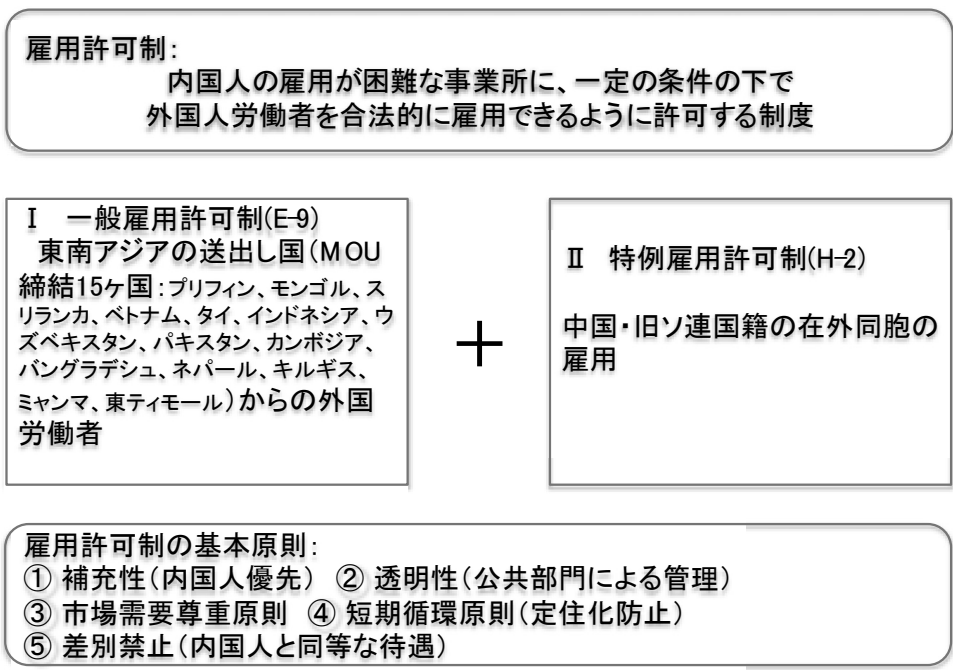 雇用許可制：
内国人の雇用が困難な事業所に、一定の条件の下で
外国人労働者を合法的に雇用できるように許可する制度
Ⅰ　一般雇用許可制(E-9)
東南アジアの送出し国（MOU
締結15ヶ国：プリフィン、モンゴル、ス
リランカ、ベトナム、タイ、インドネシア、ウ
ズベキスタン、パキスタン、カンボジア、
バングラデシュ、ネパール、キルギス、
ミャンマ、東ティモール）からの外国
労働者
＋
Ⅱ　特例雇用許可制(H-2)
中国・旧ソ連国籍の在外同胞の
雇用
雇用許可制の基本原則：
① 補充性（内国人優先）　② 透明性（公共部門による管理）
③ 市場需要尊重原則　④ 短期循環原則（定住化防止）
⑤ 差別禁止（内国人と同等な待遇）